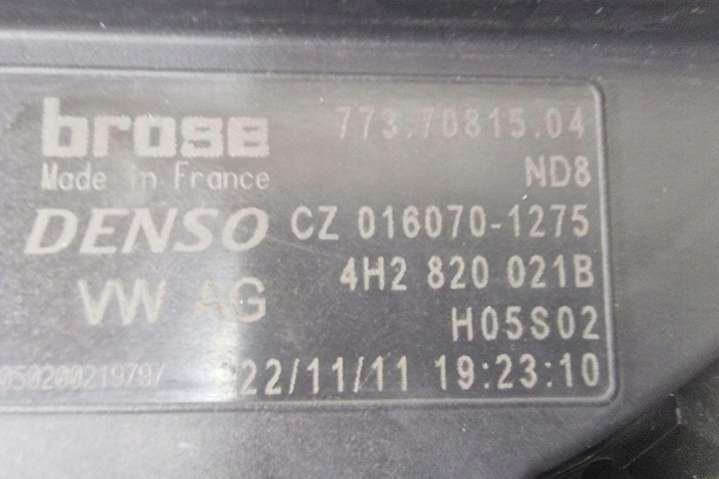 brose 773.70815.04
Made in France ND8
DENSO CZ 016070-1275
VW AG 4H2 820 021B
H05S02
05020021979/ 22/11/11 19:23:10